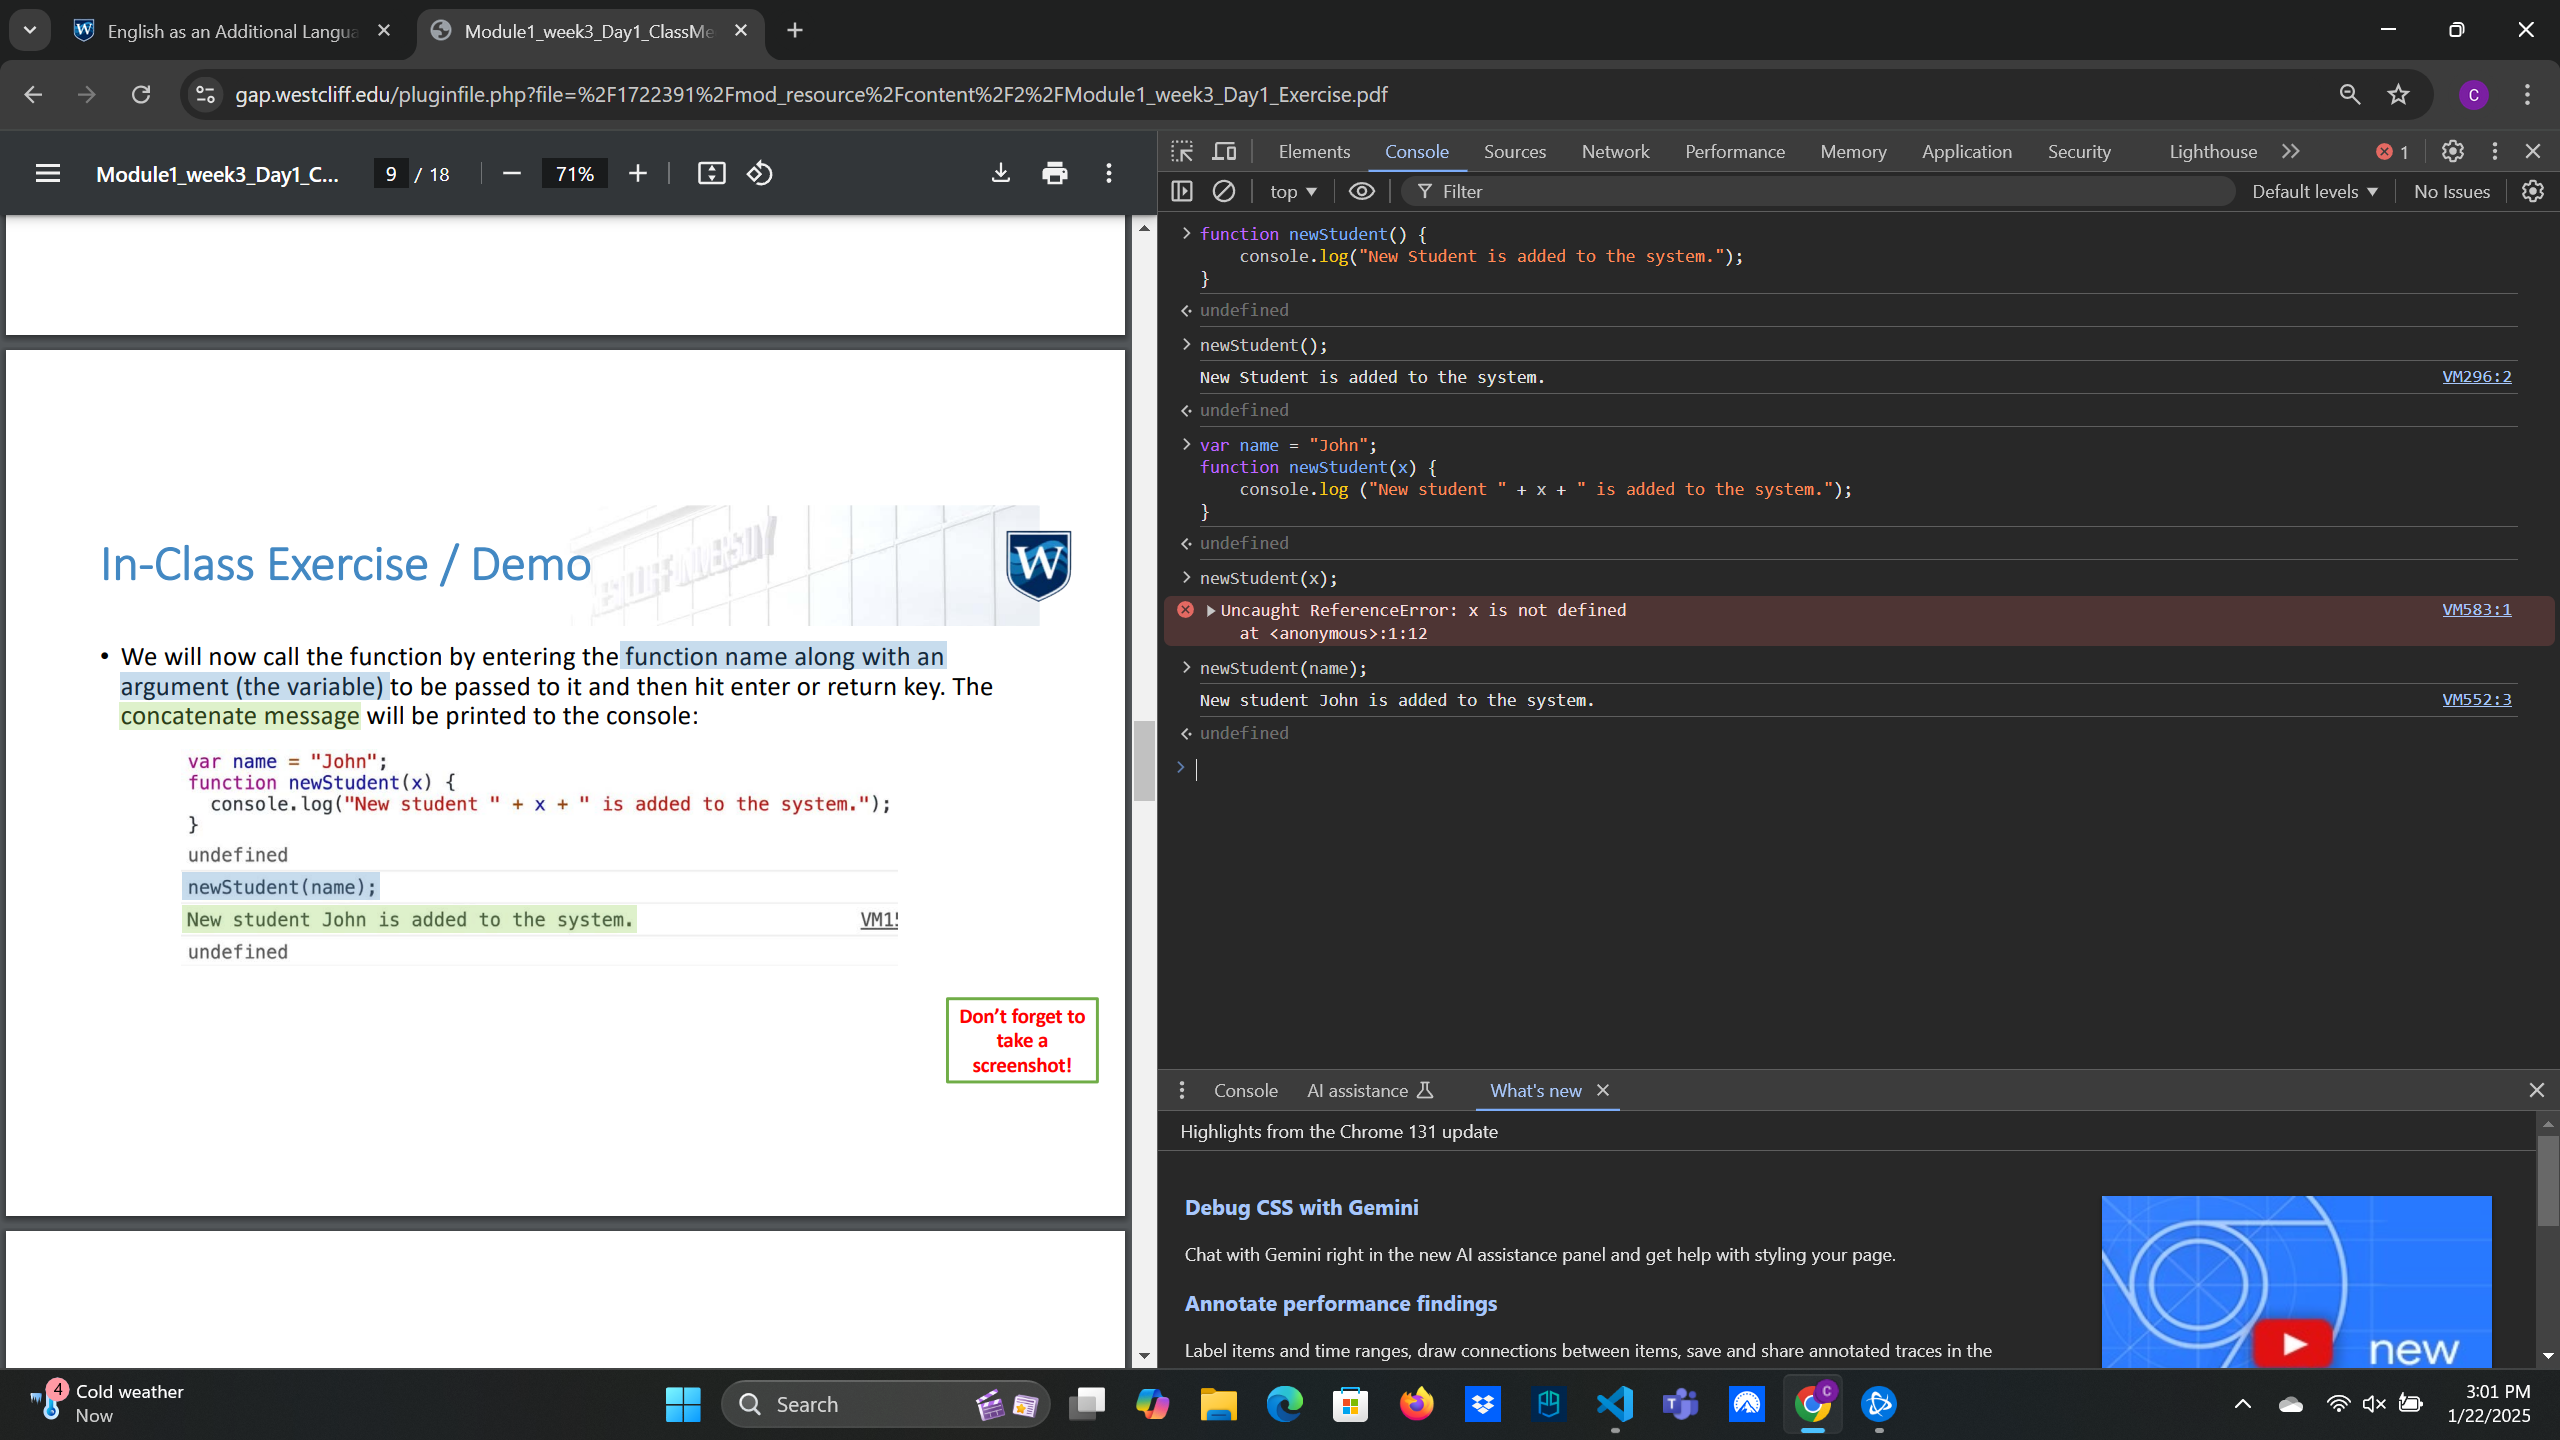 English as an Additional Langua
Module1_week3_Day1_ClassMe
gap.westcliff.edu/pluginfile.php?file=%2F1722391%2Fmod_resource%2Fcontent%2F2%2FModule1_week3_Day1_Exercise.pdf
C
Module1_week3_Day1_C...
9 / 18
71%
In-Class Exercise / Demo
WESTCLIFF UNIVERSITY
W
• We will now call the function by entering the function name along with an
argument (the variable) to be passed to it and then hit enter or return key. The
concatenate message will be printed to the console:
var name = "John";
function newStudent(x) {
console.log("New student " + x + " is added to the system.");
}
undefined
newStudent(name);
New student John is added to the system.
VM15
undefined
Don't forget to
take a
screenshot!
Elements Console Sources Network Performance Memory Application Security Lighthouse 1
top Filter Default levels No Issues
> function newStudent() {
console.log("New Student is added to the system.");
}
undefined
> newStudent();
New Student is added to the system. VM296:2
undefined
> var name = "John";
function newStudent(x) {
console.log ("New student " + x + " is added to the system.");
}
undefined
> newStudent(x);
Uncaught ReferenceError: x is not defined VM583:1
at <anonymous>:1:12
> newStudent(name);
New student John is added to the system. VM552:3
undefined
>
Console AI assistance What's new
Highlights from the Chrome 131 update
Debug CSS with Gemini
Chat with Gemini right in the new AI assistance panel and get help with styling your page.
Annotate performance findings
Label items and time ranges, draw connections between items, save and share annotated traces in the
new
4
Cold weather
Now
Search
C
3:01 PM
1/22/2025